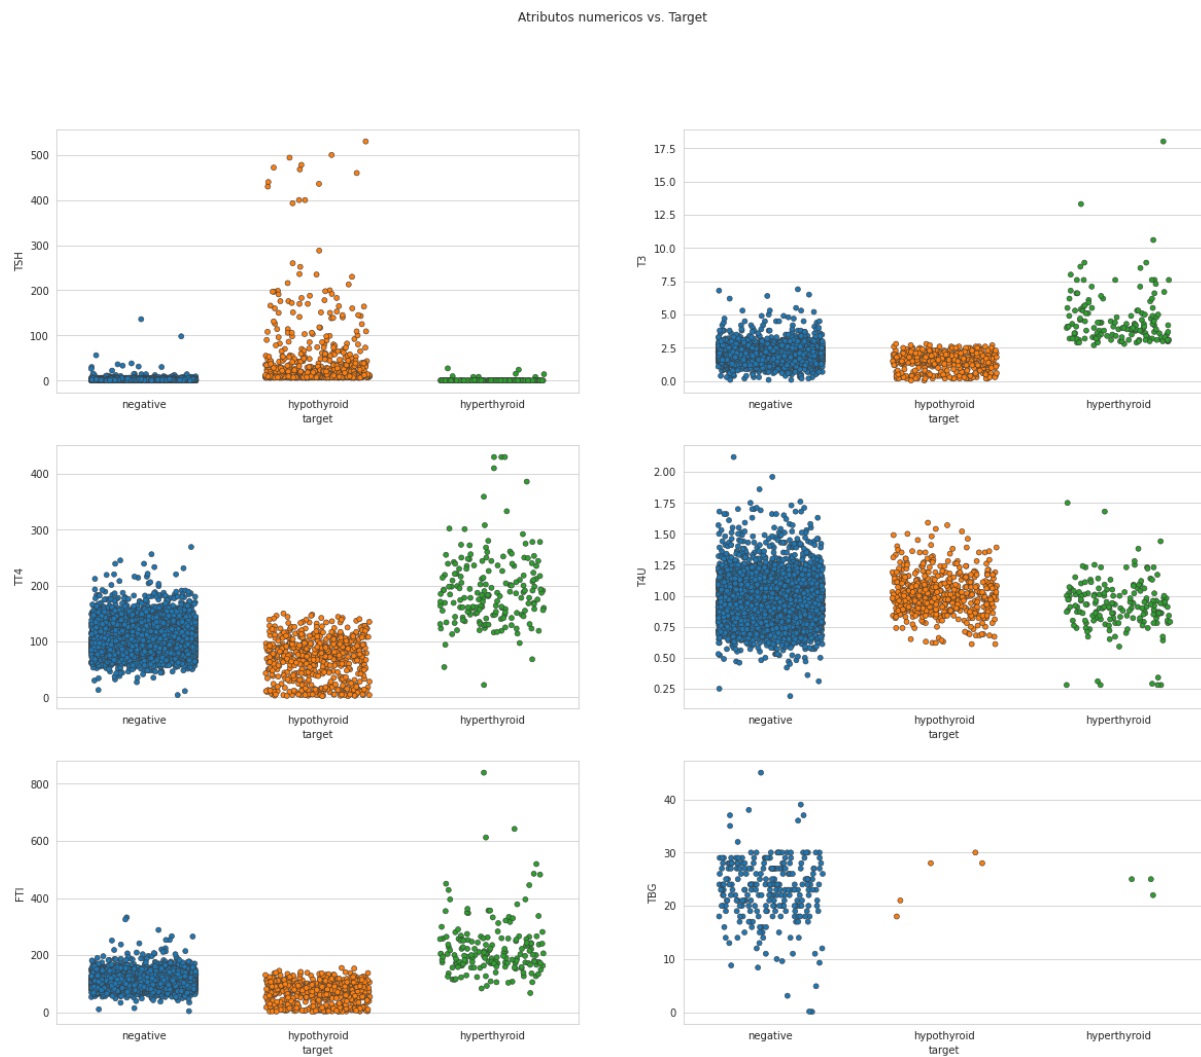 Atributos numericos vs. Target
500
400
300
200
100
0
TSH
negative
hypothyroid
hyperthyroid
target
17.5
15.0
12.5
10.0
7.5
5.0
2.5
0.0
T3
negative
hypothyroid
hyperthyroid
target
400
300
200
100
0
TT4
negative
hypothyroid
hyperthyroid
target
2.00
1.75
1.50
1.25
1.00
0.75
0.50
0.25
T4U
negative
hypothyroid
hyperthyroid
target
800
600
400
200
0
FTI
negative
hypothyroid
hyperthyroid
target
40
30
20
10
0
TBG
negative
hypothyroid
hyperthyroid
target